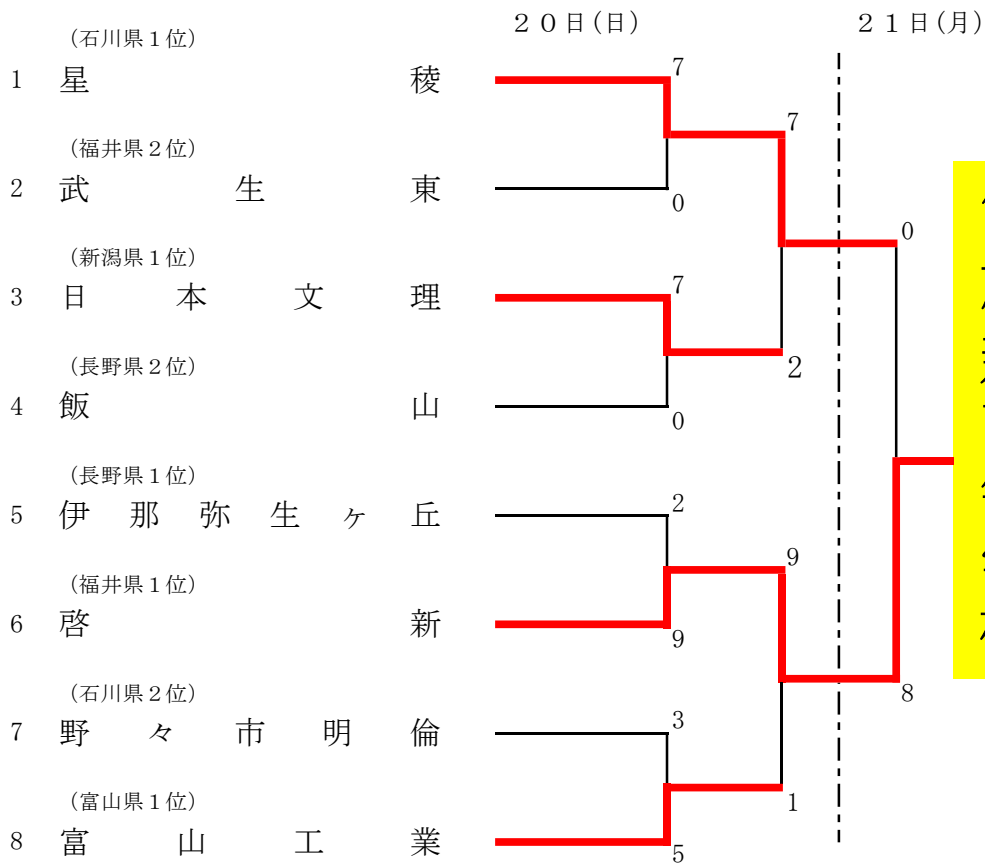 ２０日(日)
２１日(月)
(石川県１位)
1 星稜 7
(福井県２位)
2 武生東 0
7
(新潟県１位)
3 日本文理 7
2
(長野県２位)
4 飯山 0
0
(長野県１位)
5 伊那弥生ヶ丘 2
(福井県１位)
6 啓新 9
9
(石川県２位)
7 野々市明倫 3
8
(富山県１位)
8 富山工業 5
1